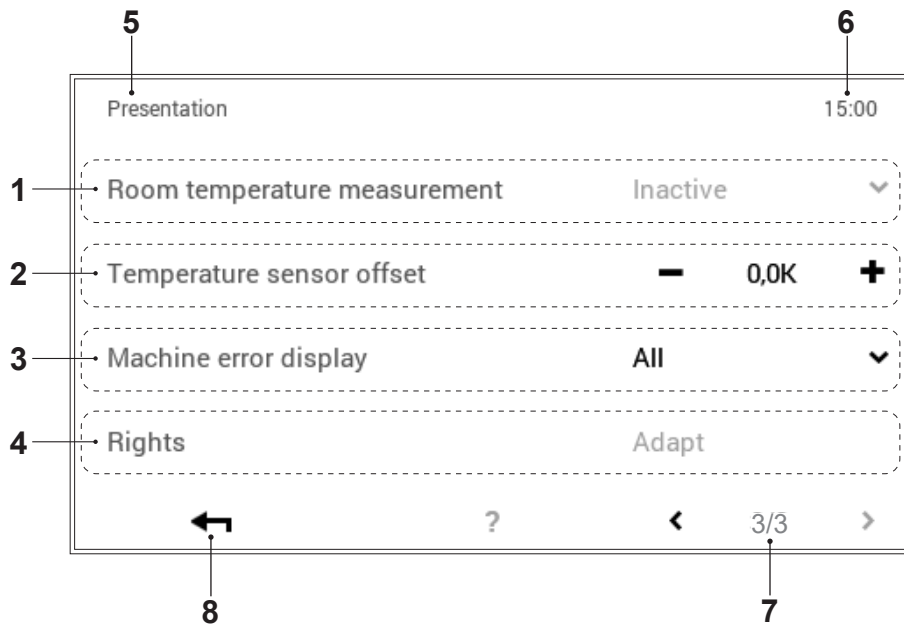 5 6
Presentation 15:00
1 Room temperature measurement Inactive
2 Temperature sensor offset − 0,0K +
3 Machine error display All
4 Rights Adapt
? < 3/3 >
8 7